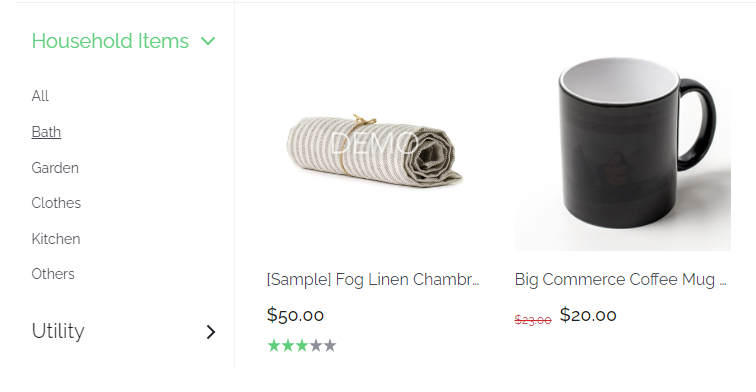 Household Items
All
Bath
Garden
Clothes
Kitchen
Others
Utility
DEMO
[Sample] Fog Linen Chambr...
$50.00
Big Commerce Coffee Mug ...
$23.00 $20.00